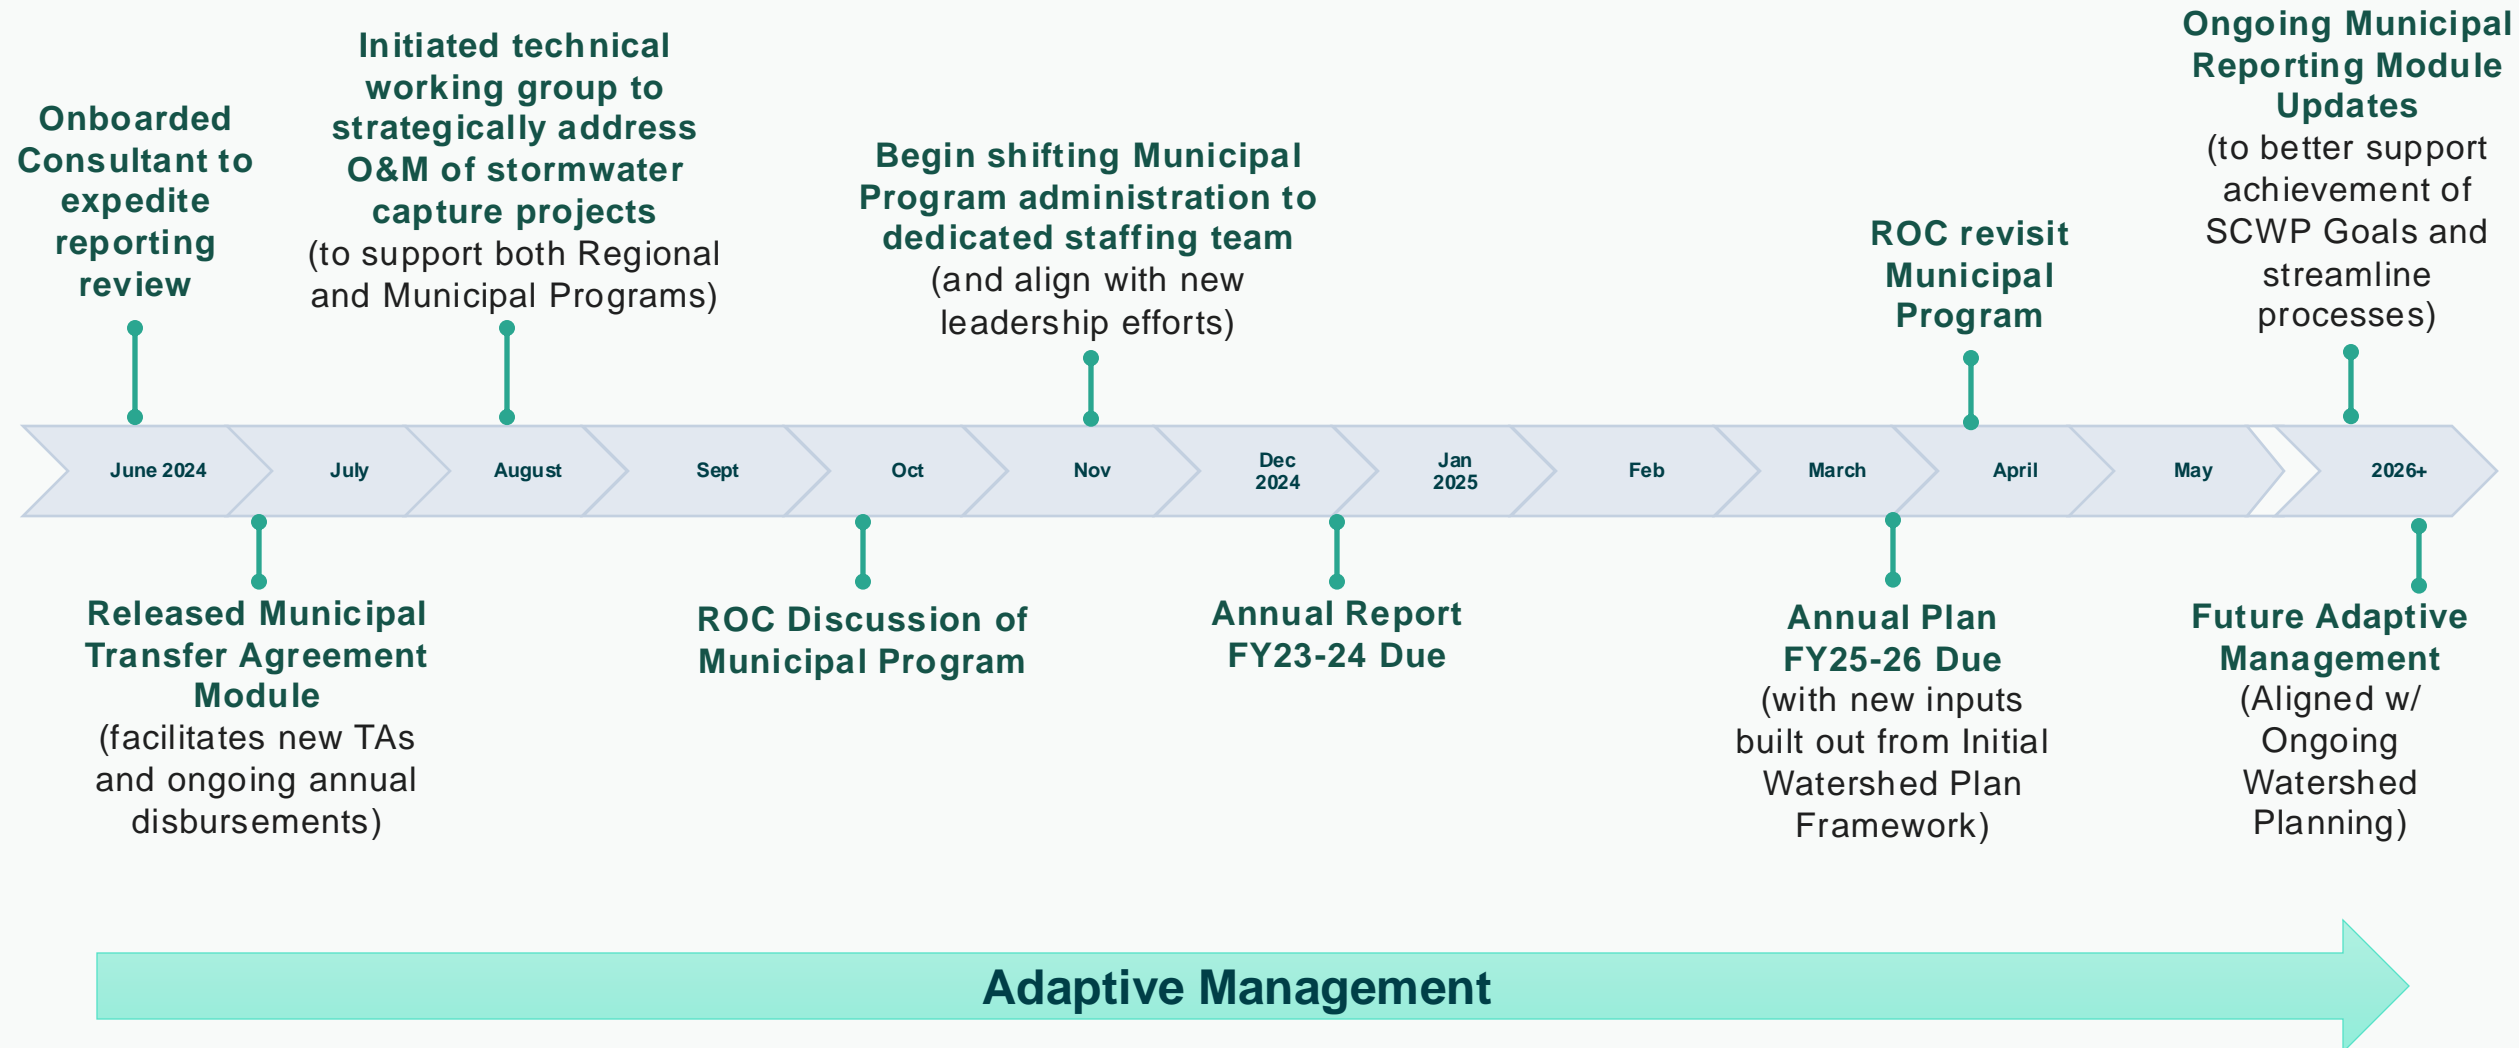 Onboarded
Consultant to
expedite
reporting
review
Initiated technical
working group to
strategically address
O&M of stormwater
capture projects
(to support both Regional
and Municipal Programs)
Begin shifting Municipal
Program administration to
dedicated staffing team
(and align with new
leadership efforts)
ROC revisit
Municipal
Program
Ongoing Municipal
Reporting Module
Updates
(to better support
achievement of
SCWP Goals and
streamline
processes)
June 2024
July
August
Sept
Oct
Nov
Dec
2024
Jan
2025
Feb
March
April
May
2026+
Released Municipal
Transfer Agreement
Module
(facilitates new TAs
and ongoing annual
disbursements)
ROC Discussion of
Municipal Program
Annual Report
FY23-24 Due
Annual Plan
FY25-26 Due
(with new inputs
built out from Initial
Watershed Plan
Framework)
Future Adaptive
Management
(Aligned w/
Ongoing
Watershed
Planning)
Adaptive Management